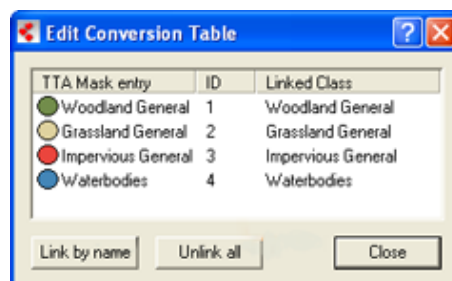 Edit Conversion Table
TTA Mask entry ID Linked Class
Woodland General 1 Woodland General
Grassland General 2 Grassland General
Impervious General 3 Impervious General
Waterbodies 4 Waterbodies
Link by name Unlink all Close